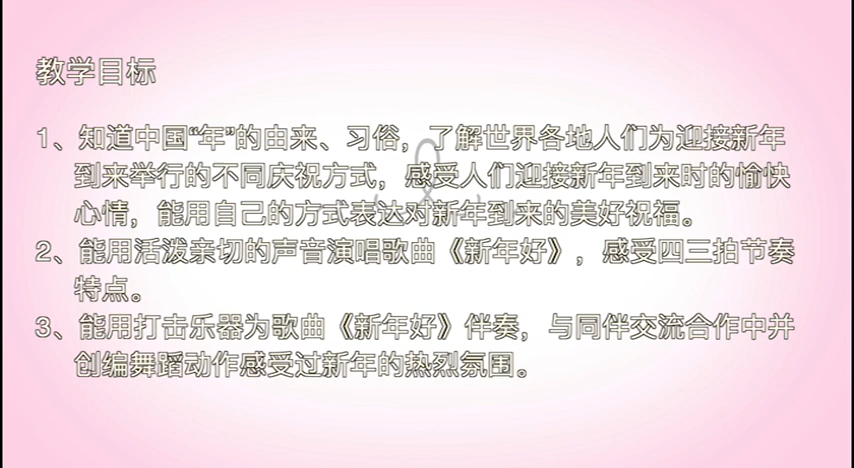 教学目标
1、知道中国“年”的由来、习俗，了解世界各地人们为迎接新年
到来举行的不同庆祝方式，感受人们迎接新年到来时的愉快
心情，能用自己的方式表达对新年到来的美好祝福。
2、能用活泼亲切的声音演唱歌曲《新年好》，感受四三拍节奏
特点。
3、能用打击乐器为歌曲《新年好》伴奏，与同伴交流合作中并
创编舞蹈动作感受过新年的热烈氛围。